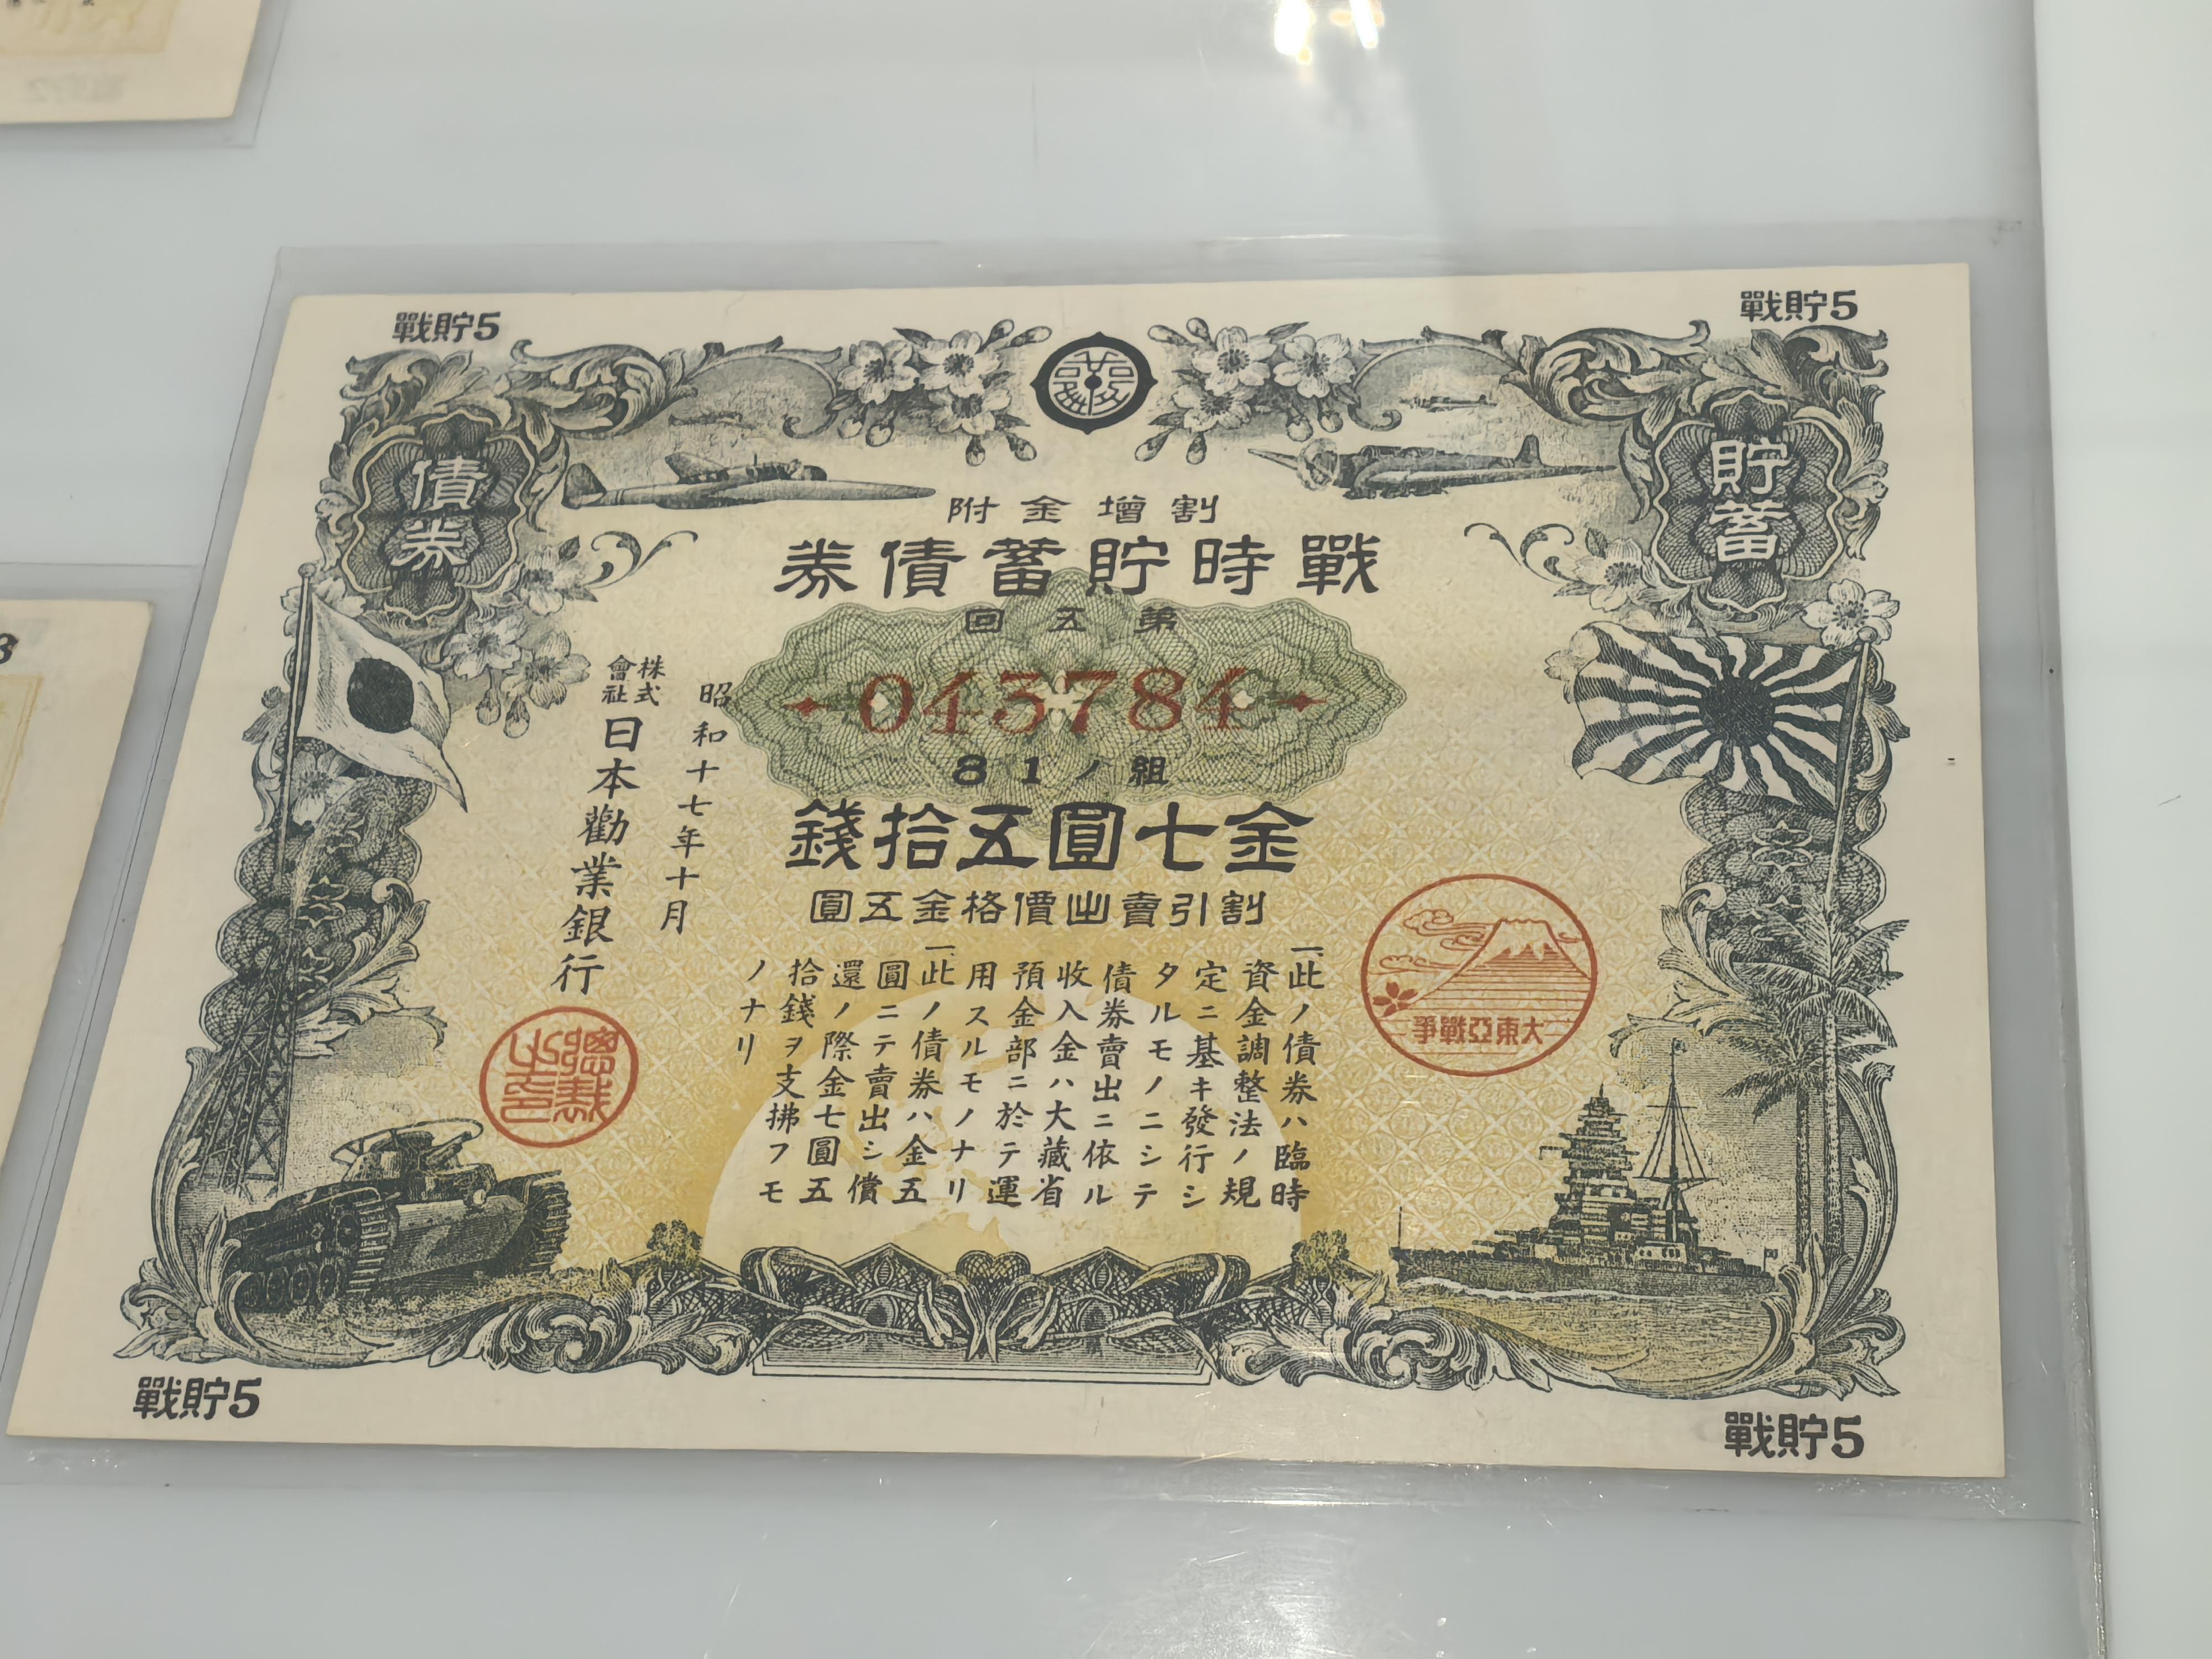 戰貯5
戰貯5
貯蓄
債券
割增金附
戰時貯蓄債券
第五回
043784
組ノ18
金七圓五拾錢
割引賣出價格金五圓
一、此ノ債券ハ臨時
資金調整法ノ規
定ニ基キ發行シ
タルモノニシテ
債券賣出ニ依ル
收入金ハ大藏省
預金部ニ於テ運
用スルモノナリ
一、此ノ債券ハ金五
圓ニテ賣出シ償
還ノ際金七圓五
拾錢ヲ支拂フモ
ノナリ
昭和十七年十月
株式會社日本勸業銀行
總裁之印
大東亞戰爭
戰貯5
戰貯5